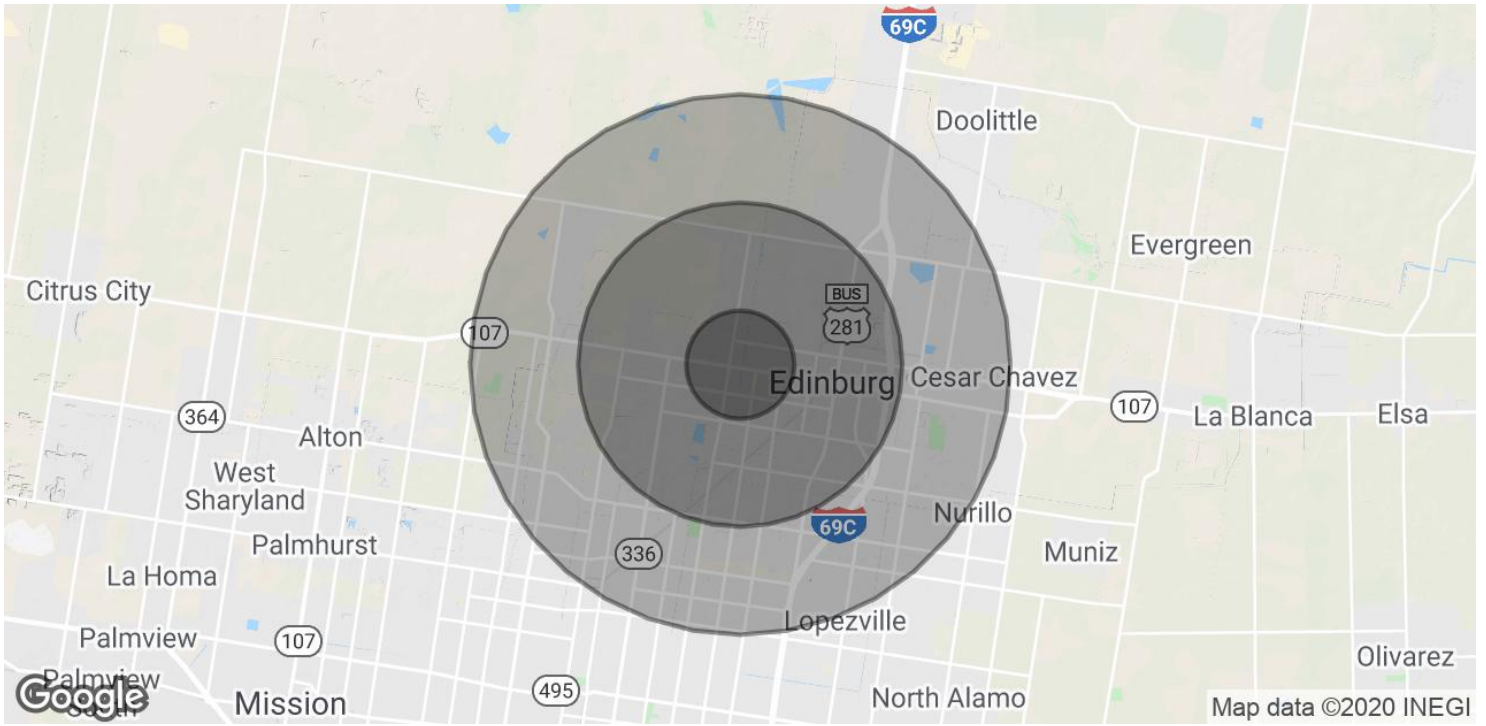 69C
Doolittle
Evergreen
Citrus City
BUS
281
107
Edinburg
Cesar Chavez
107
La Blanca
Elsa
364
Alton
West
Sharyland
Nurillo
69C
Palmhurst
336
Muniz
La Homa
Lopezville
Palmview
107
Olivarez
Palmview
South
Google
Mission
495
North Alamo
Map data ©2020 INEGI